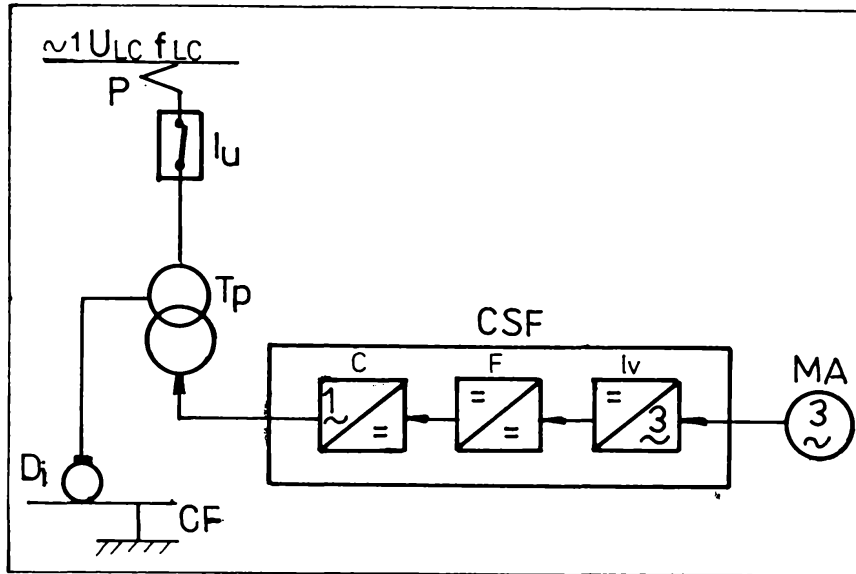 ~1 ULC fLC
P
Iu
Tp
CSF
C
F
Iv
MA
1
~
=
=
=
=
3
~
3
~
Di
CF